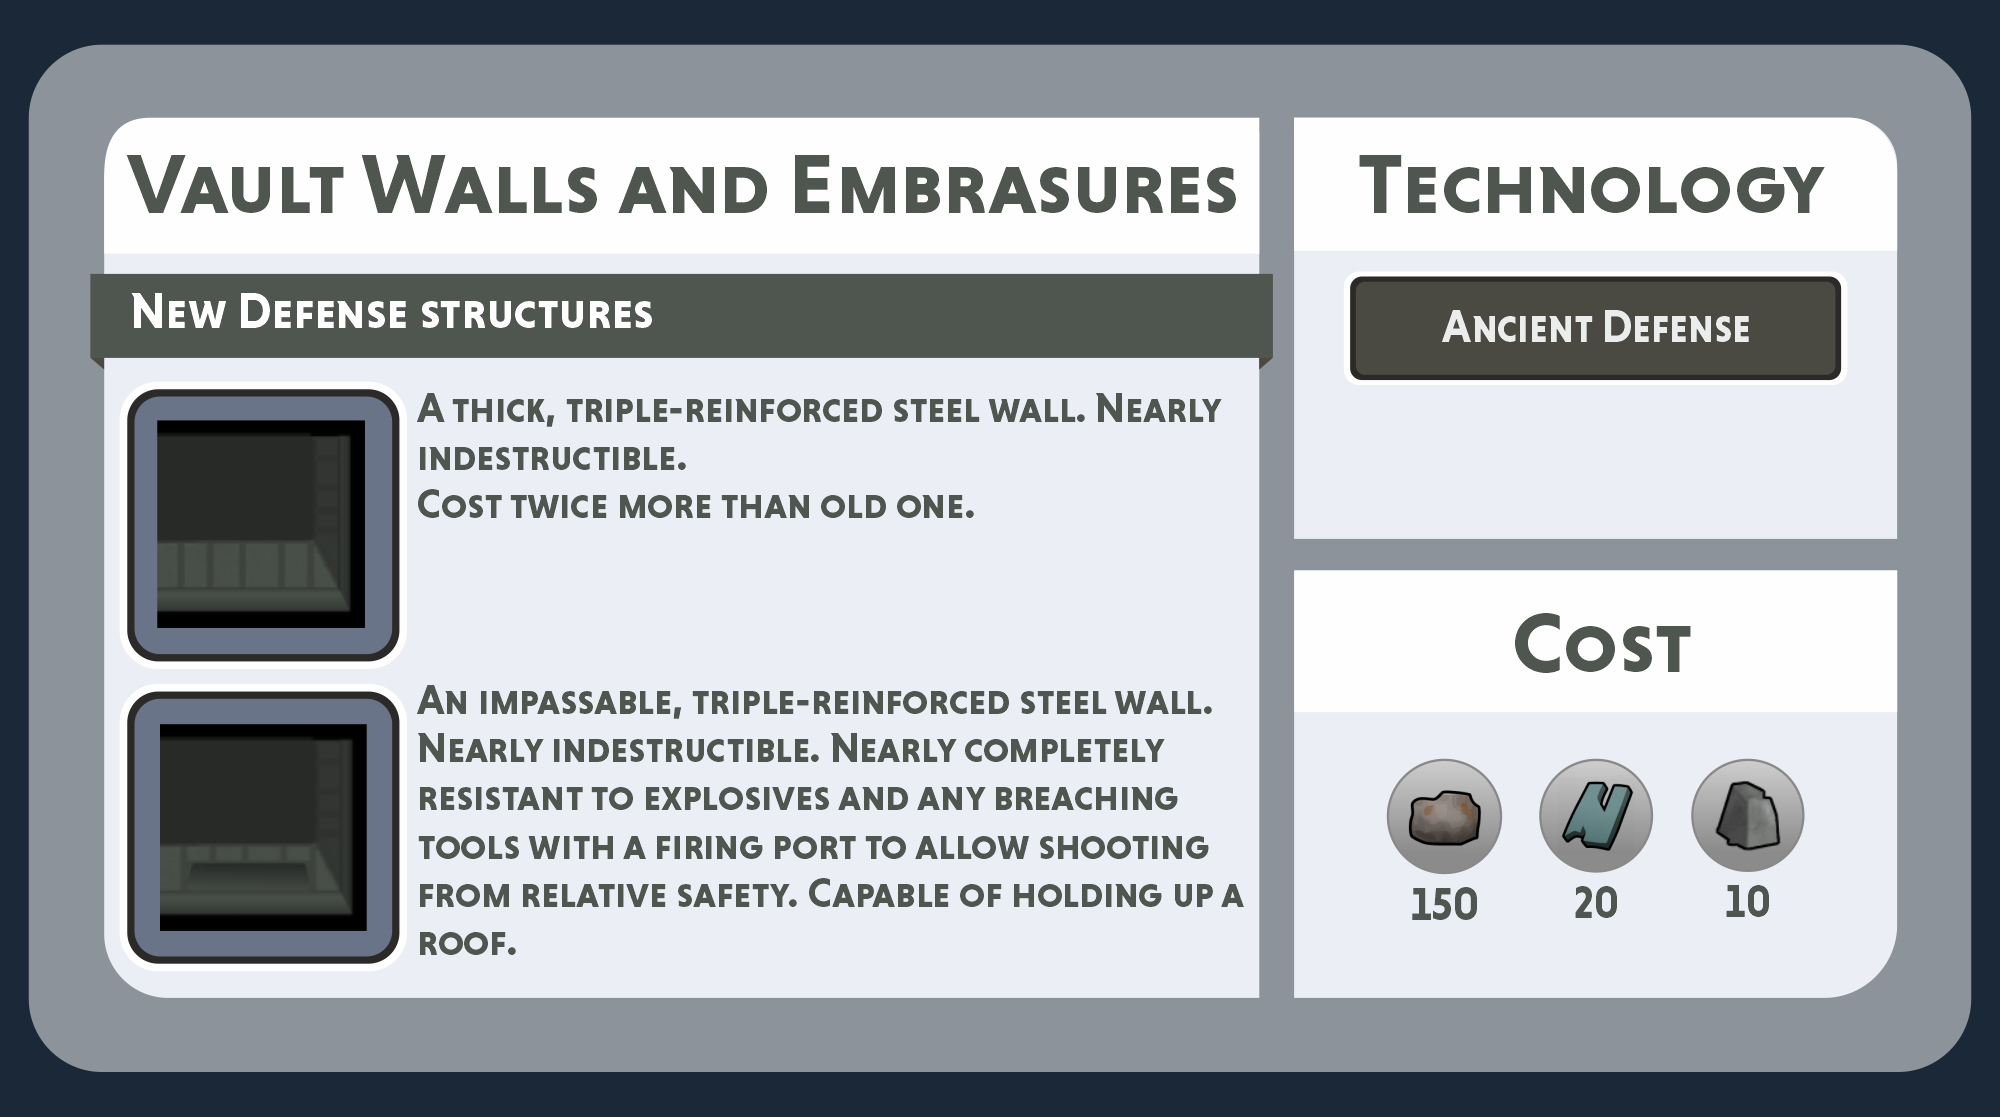 Vault Walls and Embrasures
New Defense structures
A thick, triple-reinforced steel wall. Nearly
indestructible.
Cost twice more than old one.
An impassable, triple-reinforced steel wall.
Nearly indestructible. Nearly completely
resistant to explosives and any breaching
tools with a firing port to allow shooting
from relative safety. Capable of holding up a
roof.
Technology
Ancient Defense
Cost
150 20 10